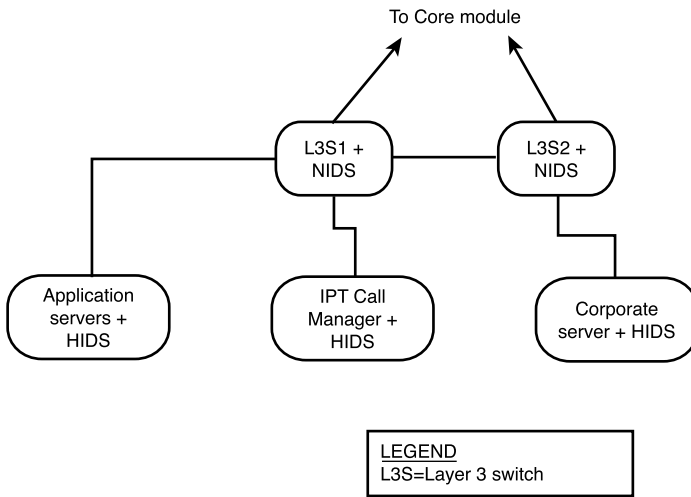 To Core module
L3S1 +
NIDS
L3S2 +
NIDS
Application
servers +
HIDS
IPT Call
Manager +
HIDS
Corporate
server + HIDS
LEGEND
L3S=Layer 3 switch